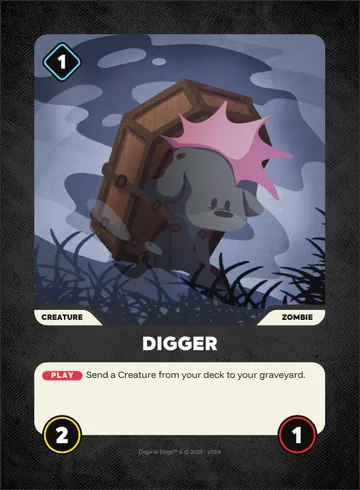 1
CREATURE
ZOMBIE
DIGGER
PLAY Send a Creature from your deck to your graveyard.
2
1